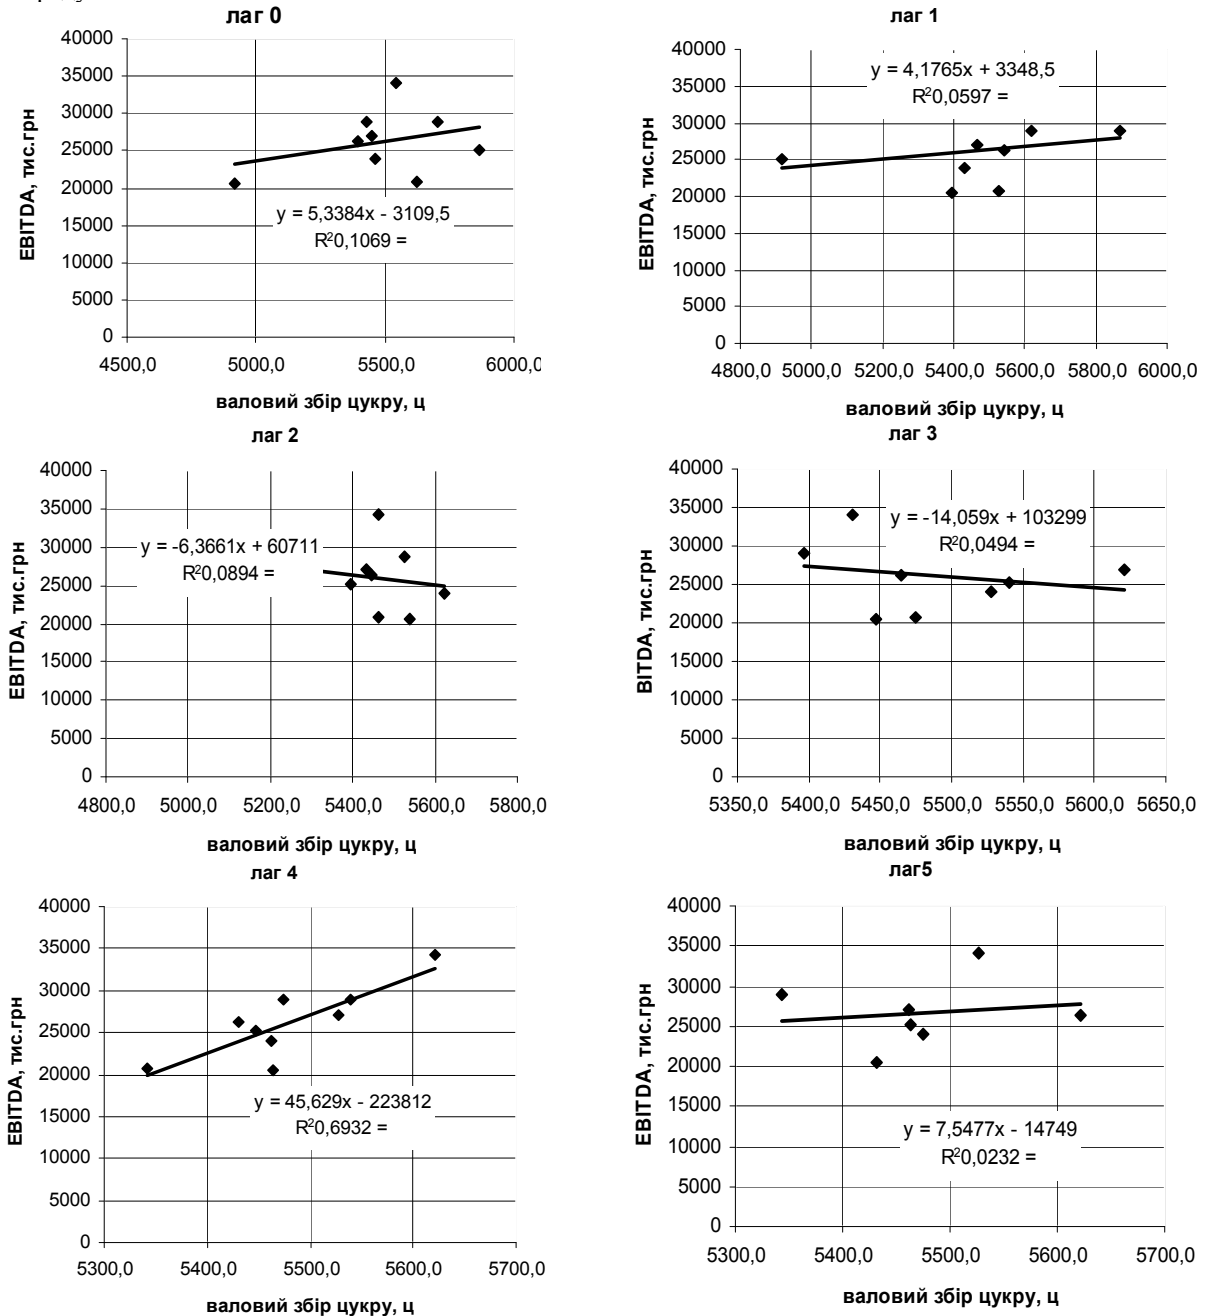 лаг 0
40000
35000
30000
25000
20000
15000
10000
5000
0
EBITDA, тис.грн
y = 5,3384x - 3109,5
R²0,1069 =
4500,0 5000,0 5500,0 6000,0
валовий збір цукру, ц
лаг 1
40000
35000
30000
25000
20000
15000
10000
5000
0
EBITDA, тис.грн
y = 4,1765x + 3348,5
R²0,0597 =
4800,0 5000,0 5200,0 5400,0 5600,0 5800,0 6000,0
валовий збір цукру, ц
лаг 2
40000
35000
30000
25000
20000
15000
10000
5000
0
EBITDA, тис.грн
y = -6,3661x + 60711
R²0,0894 =
4800,0 5000,0 5200,0 5400,0 5600,0 5800,0
валовий збір цукру, ц
лаг 3
40000
35000
30000
25000
20000
15000
10000
5000
0
BITDA, тис.грн
y = -14,059x + 103299
R²0,0494 =
5350,0 5400,0 5450,0 5500,0 5550,0 5600,0 5650,0
валовий збір цукру, ц
лаг 4
40000
35000
30000
25000
20000
15000
10000
5000
0
EBITDA, тис.грн
y = 45,629x - 223812
R²0,6932 =
5300,0 5400,0 5500,0 5600,0 5700,0
валовий збір цукру, ц
лаг5
40000
35000
30000
25000
20000
15000
10000
5000
0
EBITDA, тис.грн
y = 7,5477x - 14749
R²0,0232 =
5300,0 5400,0 5500,0 5600,0 5700,0
валовий збір цукру, ц